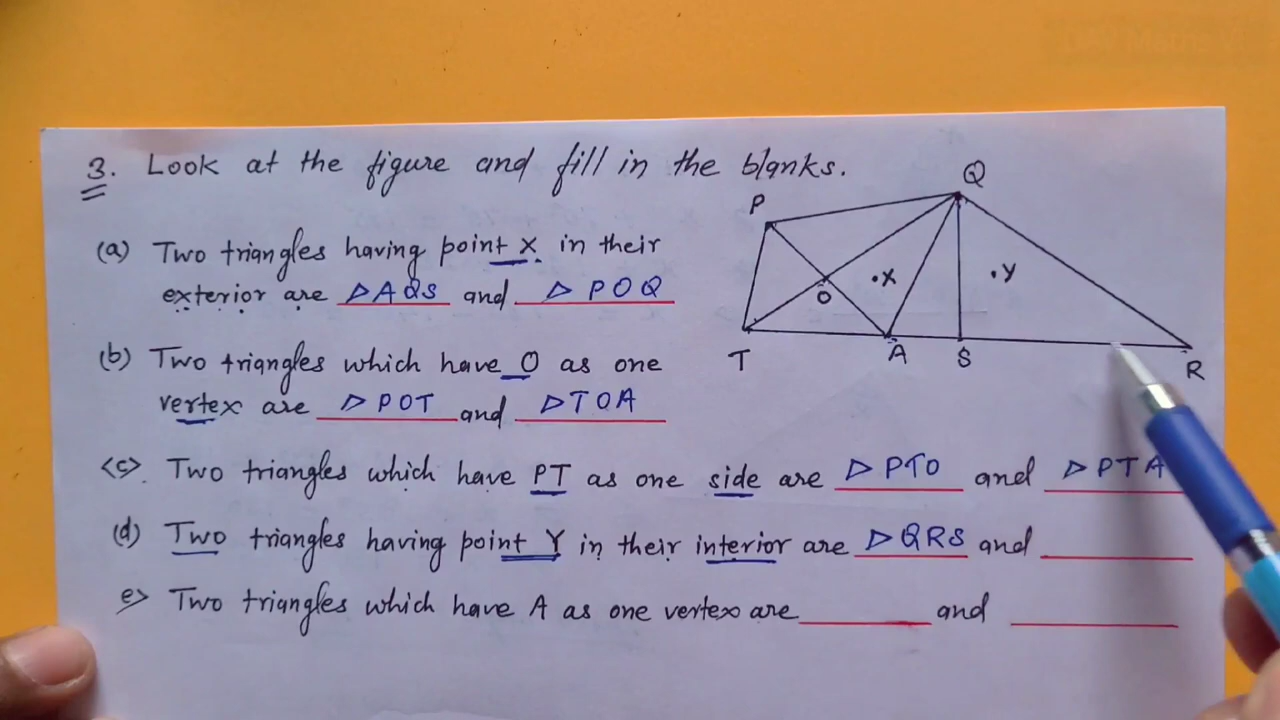 3. Look at the figure and fill in the blanks.
(a) Two triangles having point X in their
exterior are △AQS and △POQ
(b) Two triangles which have O as one
vertex are △POT and △TOA
(c) Two triangles which have PT as one side are △PTO and △PTA
(d) Two triangles having point Y in their interior are △QRS and
e) Two triangles which have A as one vertex are and
P
Q
O
X
Y
T
A
S
R